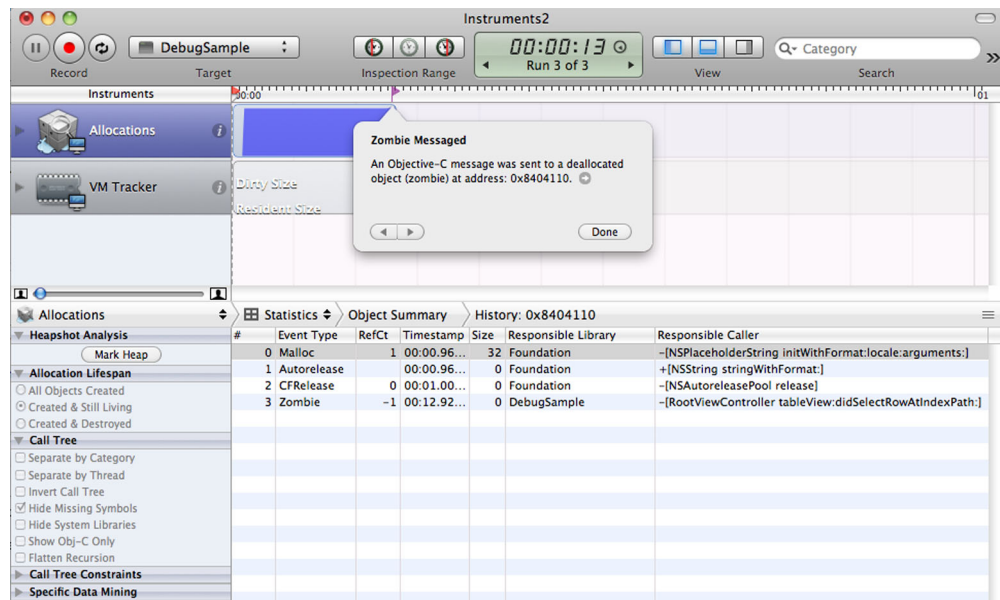 Instruments2
DebugSample
00:00:13
Run 3 of 3
Category
Record
Target
Inspection Range
View
Search
Instruments
00:00
01
Allocations
VM Tracker
Dirty Size
Resident Size
Zombie Messaged
An Objective-C message was sent to a deallocated
object (zombie) at address: 0x8404110.
Done
Allocations
Statistics
Object Summary
History: 0x8404110
Heapshot Analysis
Mark Heap
Allocation Lifespan
All Objects Created
Created & Still Living
Created & Destroyed
Call Tree
Separate by Category
Separate by Thread
Invert Call Tree
Hide Missing Symbols
Hide System Libraries
Show Obj-C Only
Flatten Recursion
Call Tree Constraints
Specific Data Mining
# Event Type RefCt Timestamp Size Responsible Library Responsible Caller
0 Malloc 1 00:00.96... 32 Foundation -[NSPlaceholderString initWithFormat:locale:arguments:]
1 Autorelease 00:00.96... 0 Foundation +[NSString stringWithFormat:]
2 CFRelease 0 00:01.00... 0 Foundation -[NSAutoreleasePool release]
3 Zombie -1 00:12.92... 0 DebugSample -[RootViewController tableView:didSelectRowAtIndexPath:]